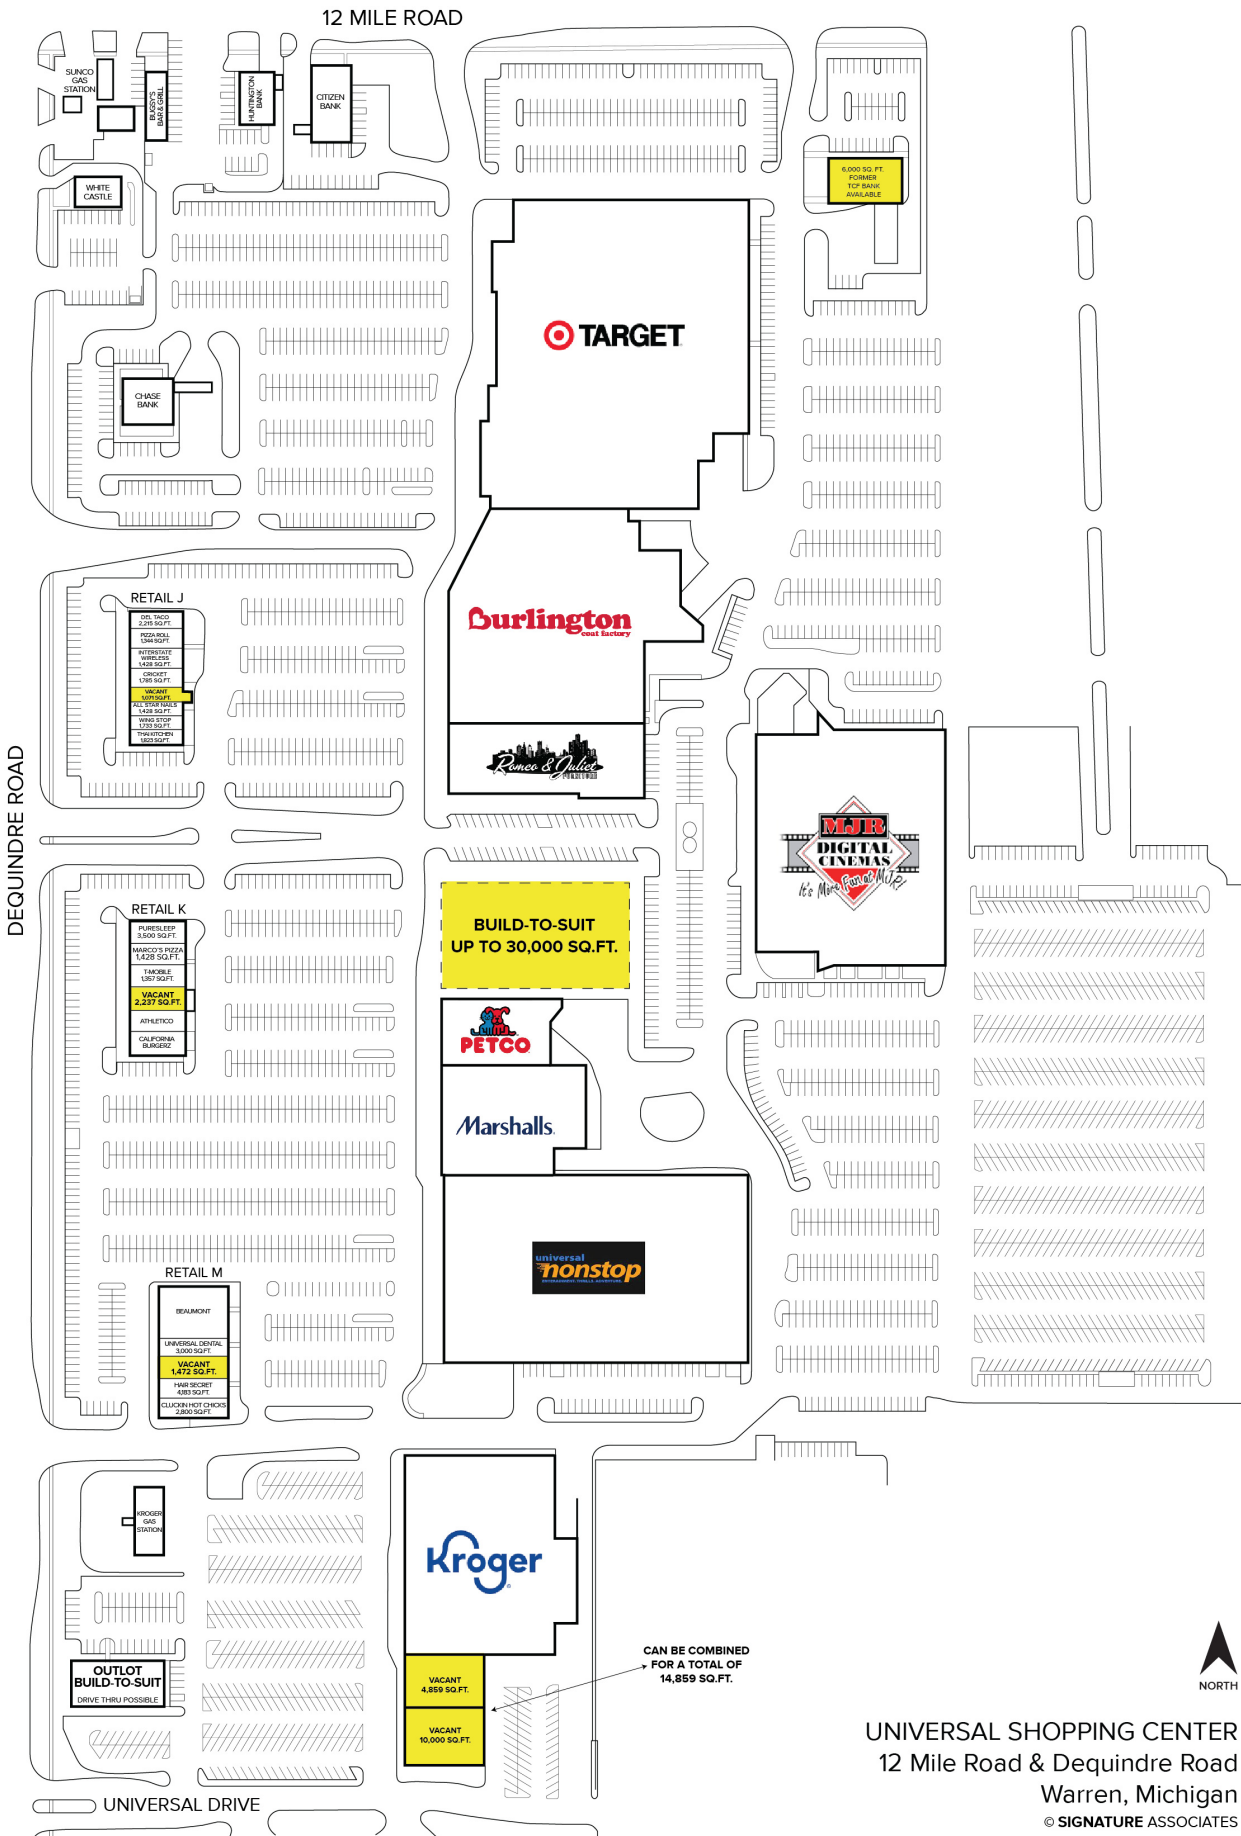 12 MILE ROAD
SUNCO
GAS
STATION
BUGSY'S
BAR & GRILL
HUNTINGTON
BANK
CITIZEN
BANK
WHITE
CASTLE
6,000 SQ. FT.
FORMER
TCF BANK
AVAILABLE
TARGET
CHASE
BANK
Burlington
coat factory
RETAIL J
DEL TACO
2,215 SQ.FT.
PIZZA ROLL
1,344 SQ.FT.
INTERSTATE
WIRELESS
1,428 SQ.FT.
CRICKET
1,785 SQ.FT.
VACANT
1,071 SQ.FT.
ALL STAR NAILS
1,428 SQ.FT.
WING STOP
1,733 SQ.FT.
THAI KITCHEN
1,823 SQ.FT.
Romeo & Juliet
FURNITURE
DEQUINDRE ROAD
MJR
DIGITAL
CINEMAS
It's More Fun at MJR!
RETAIL K
PURESLEEP
3,500 SQ.FT.
MARCO'S PIZZA
1,428 SQ.FT.
T-MOBILE
1,357 SQ.FT.
VACANT
2,237 SQ.FT.
ATHLETICO
CALIFORNIA
BURGERZ
BUILD-TO-SUIT
UP TO 30,000 SQ.FT.
PETCO
Marshalls.
universal
nonstop
ENTERTAINMENT. THRILLS. ADVENTURE.
RETAIL M
BEAUMONT
UNIVERSAL DENTAL
3,000 SQ.FT.
VACANT
1,472 SQ.FT.
HAIR SECRET
4,183 SQ.FT.
CLUCKIN HOT CHICKS
2,800 SQ.FT.
KROGER
GAS
STATION
Kroger
OUTLOT
BUILD-TO-SUIT
DRIVE THRU POSSIBLE
VACANT
4,859 SQ.FT.
VACANT
10,000 SQ.FT.
CAN BE COMBINED
FOR A TOTAL OF
14,859 SQ.FT.
NORTH
UNIVERSAL SHOPPING CENTER
12 Mile Road & Dequindre Road
Warren, Michigan
© SIGNATURE ASSOCIATES
UNIVERSAL DRIVE